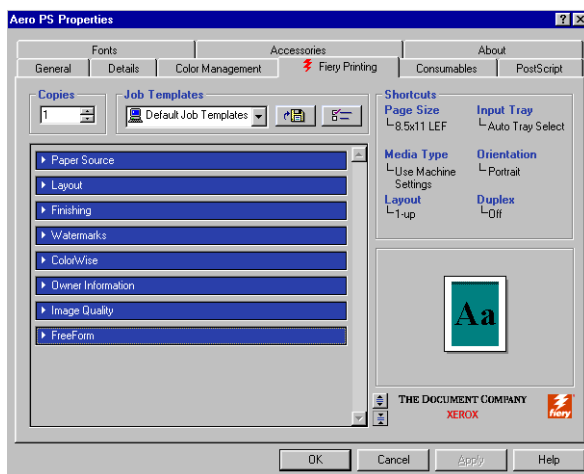 Aero PS Properties
Fonts
Accessories
About
General
Details
Color Management
Fiery Printing
Consumables
PostScript
Copies
1
Job Templates
Default Job Templates
Shortcuts
Page Size
8.5x11 LEF
Input Tray
Auto Tray Select
Media Type
Use Machine
Settings
Orientation
Portrait
Layout
1-up
Duplex
Off
Paper Source
Layout
Finishing
Watermarks
ColorWise
Owner Information
Image Quality
FreeForm
Aa
THE DOCUMENT COMPANY
XEROX
fiery
OK
Cancel
Apply
Help